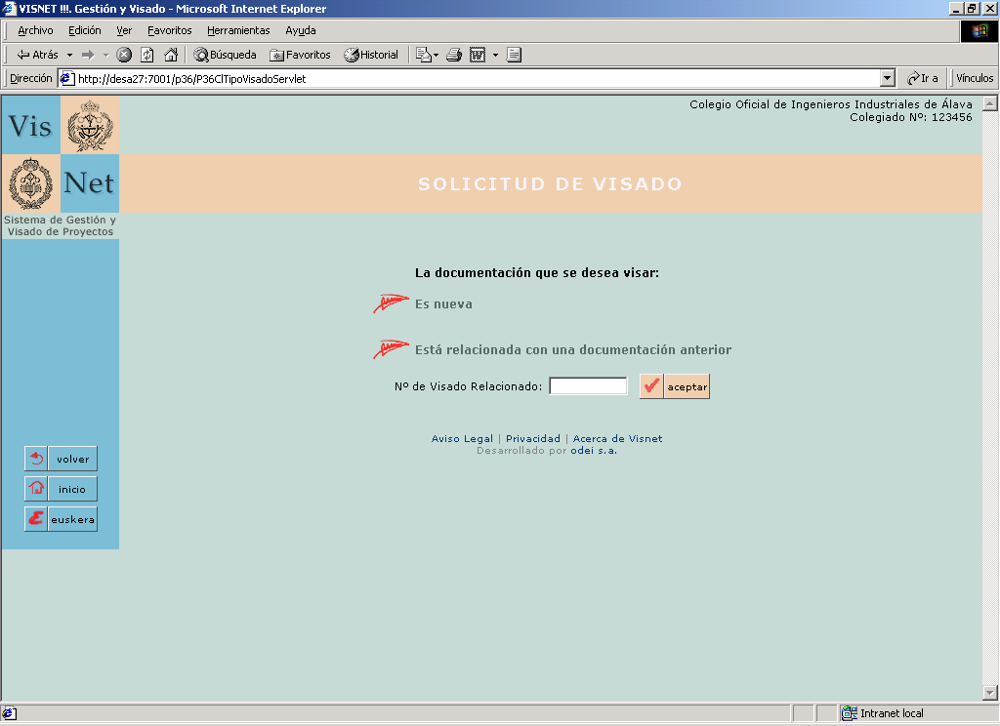 VISNET !!!. Gestión y Visado - Microsoft Internet Explorer
Archivo Edición Ver Favoritos Herramientas Ayuda
Atrás Búsqueda Favoritos Historial
Dirección http://desa27:7001/p36/P36ClTipoVisadoServlet Ir a Vínculos
Colegio Oficial de Ingenieros Industriales de Álava
Colegiado Nº: 123456
Vis
Net
Sistema de Gestión y
Visado de Proyectos
SOLICITUD DE VISADO
La documentación que se desea visar:
Es nueva
Está relacionada con una documentación anterior
Nº de Visado Relacionado: aceptar
Aviso Legal | Privacidad | Acerca de Visnet
Desarrollado por odei s.a.
volver
inicio
euskera
Intranet local